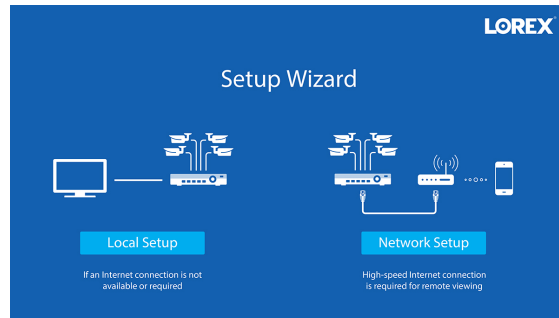 LOREX
Setup Wizard
Local Setup
If an Internet connection is not
available or required
Network Setup
High-speed Internet connection
is required for remote viewing